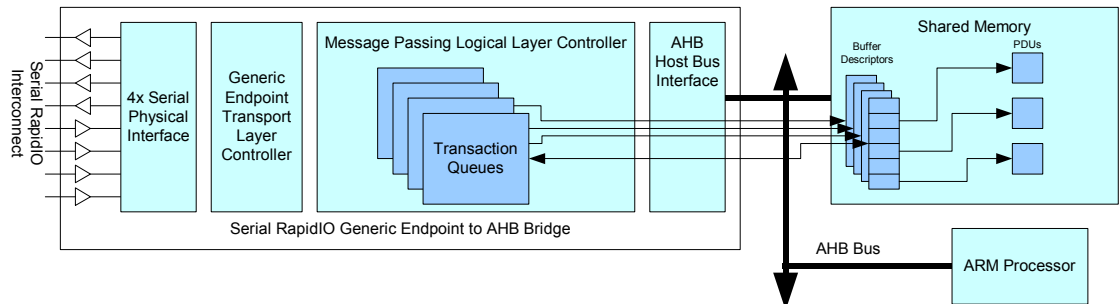 Serial RapidIO
Interconnect
4x Serial
Physical
Interface
Generic
Endpoint
Transport
Layer
Controller
Message Passing Logical Layer Controller
Transaction
Queues
AHB
Host Bus
Interface
Serial RapidIO Generic Endpoint to AHB Bridge
Shared Memory
Buffer
Descriptors
PDUs
AHB Bus
ARM Processor